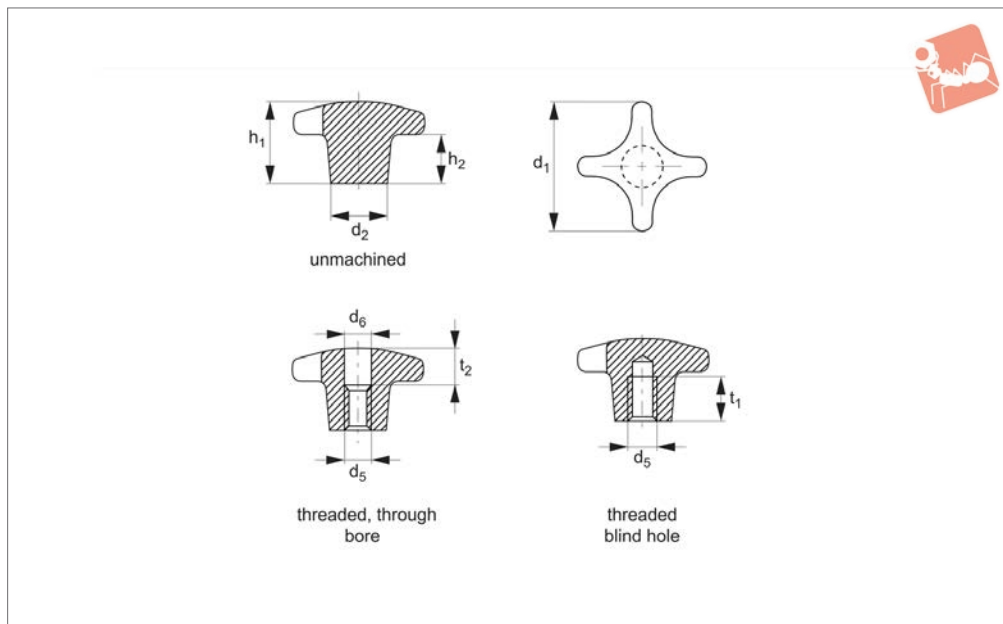 h₁
h₂
d₂
unmachined
d₁
d₆
t₂
d₅
threaded, through
bore
t₁
d₅
threaded
blind hole